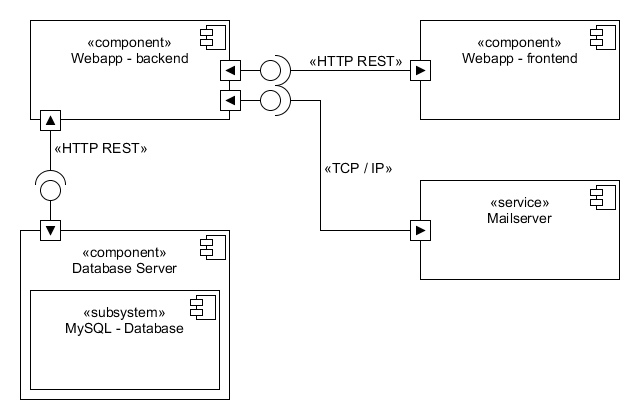 «component»
Webapp - backend
«component»
Webapp - frontend
«HTTP REST»
«HTTP REST»
«TCP / IP»
«service»
Mailserver
«component»
Database Server
«subsystem»
MySQL - Database